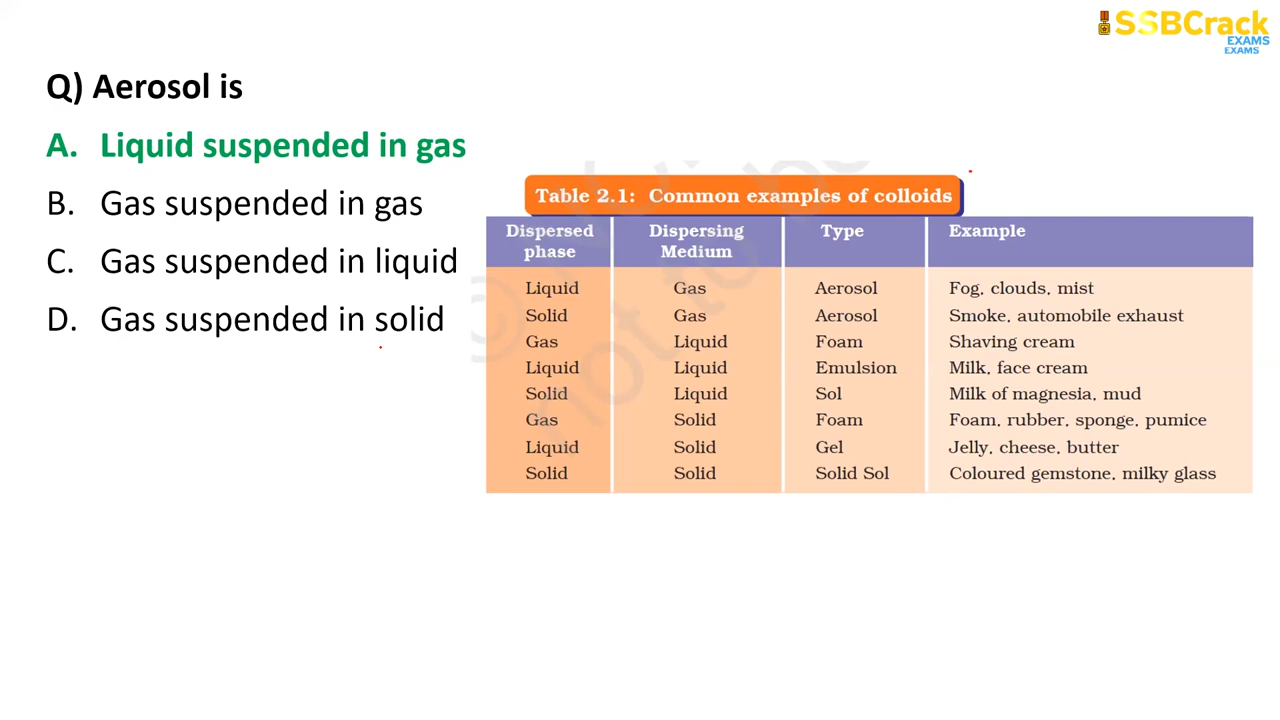 SSBCrack
EXAMS
EXAMS
Q) Aerosol is
A. Liquid suspended in gas
B. Gas suspended in gas
C. Gas suspended in liquid
D. Gas suspended in solid
Table 2.1: Common examples of colloids
Dispersed phase Dispersing Medium Type Example
Liquid Gas Aerosol Fog, clouds, mist
Solid Gas Aerosol Smoke, automobile exhaust
Gas Liquid Foam Shaving cream
Liquid Liquid Emulsion Milk, face cream
Solid Liquid Sol Milk of magnesia, mud
Gas Solid Foam Foam, rubber, sponge, pumice
Liquid Solid Gel Jelly, cheese, butter
Solid Solid Solid Sol Coloured gemstone, milky glass
not to be